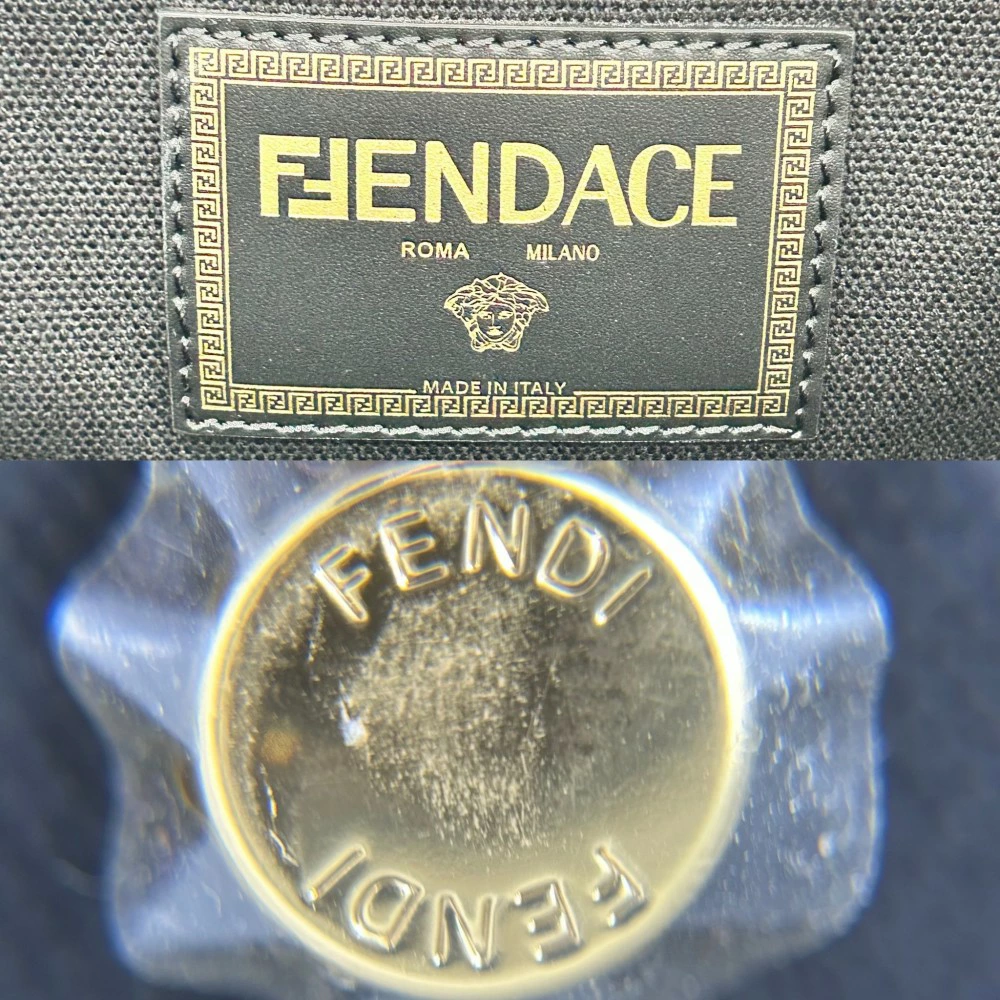 FENDACE
ROMA MILANO
MADE IN ITALY
FENDI
FENDI